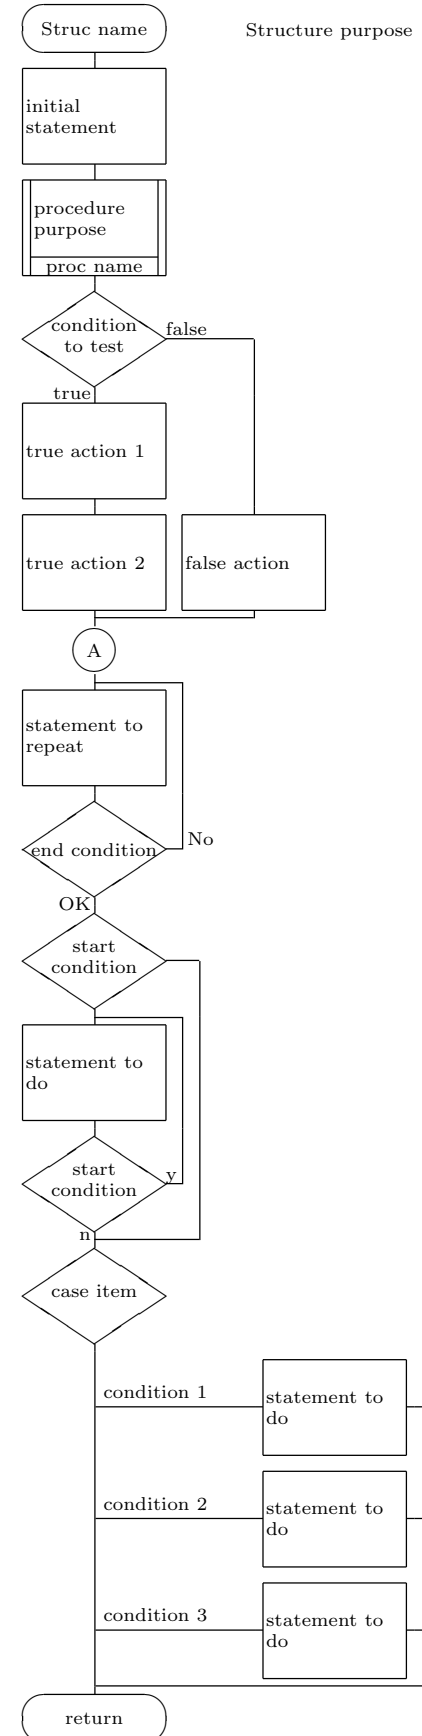 Struc name
Structure purpose
initial
statement
procedure
purpose
proc name
condition
to test
false
true
true action 1
true action 2
false action
A
statement to
repeat
end condition
No
OK
start
condition
statement to
do
start
condition
y
n
case item
condition 1
statement to
do
condition 2
statement to
do
condition 3
statement to
do
return